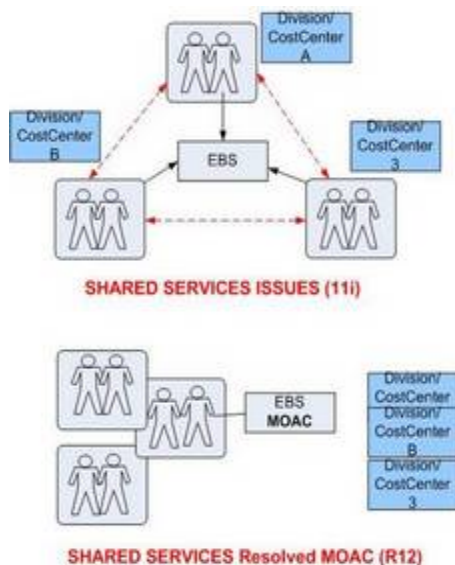 Division/
CostCenter
A
Division/
CostCenter
B
EBS
Division/
CostCenter
3
SHARED SERVICES ISSUES (11i)
EBS
MOAC
Division/
CostCenter
Division/
CostCenter
B
Division/
CostCenter
3
SHARED SERVICES Resolved MOAC (R12)